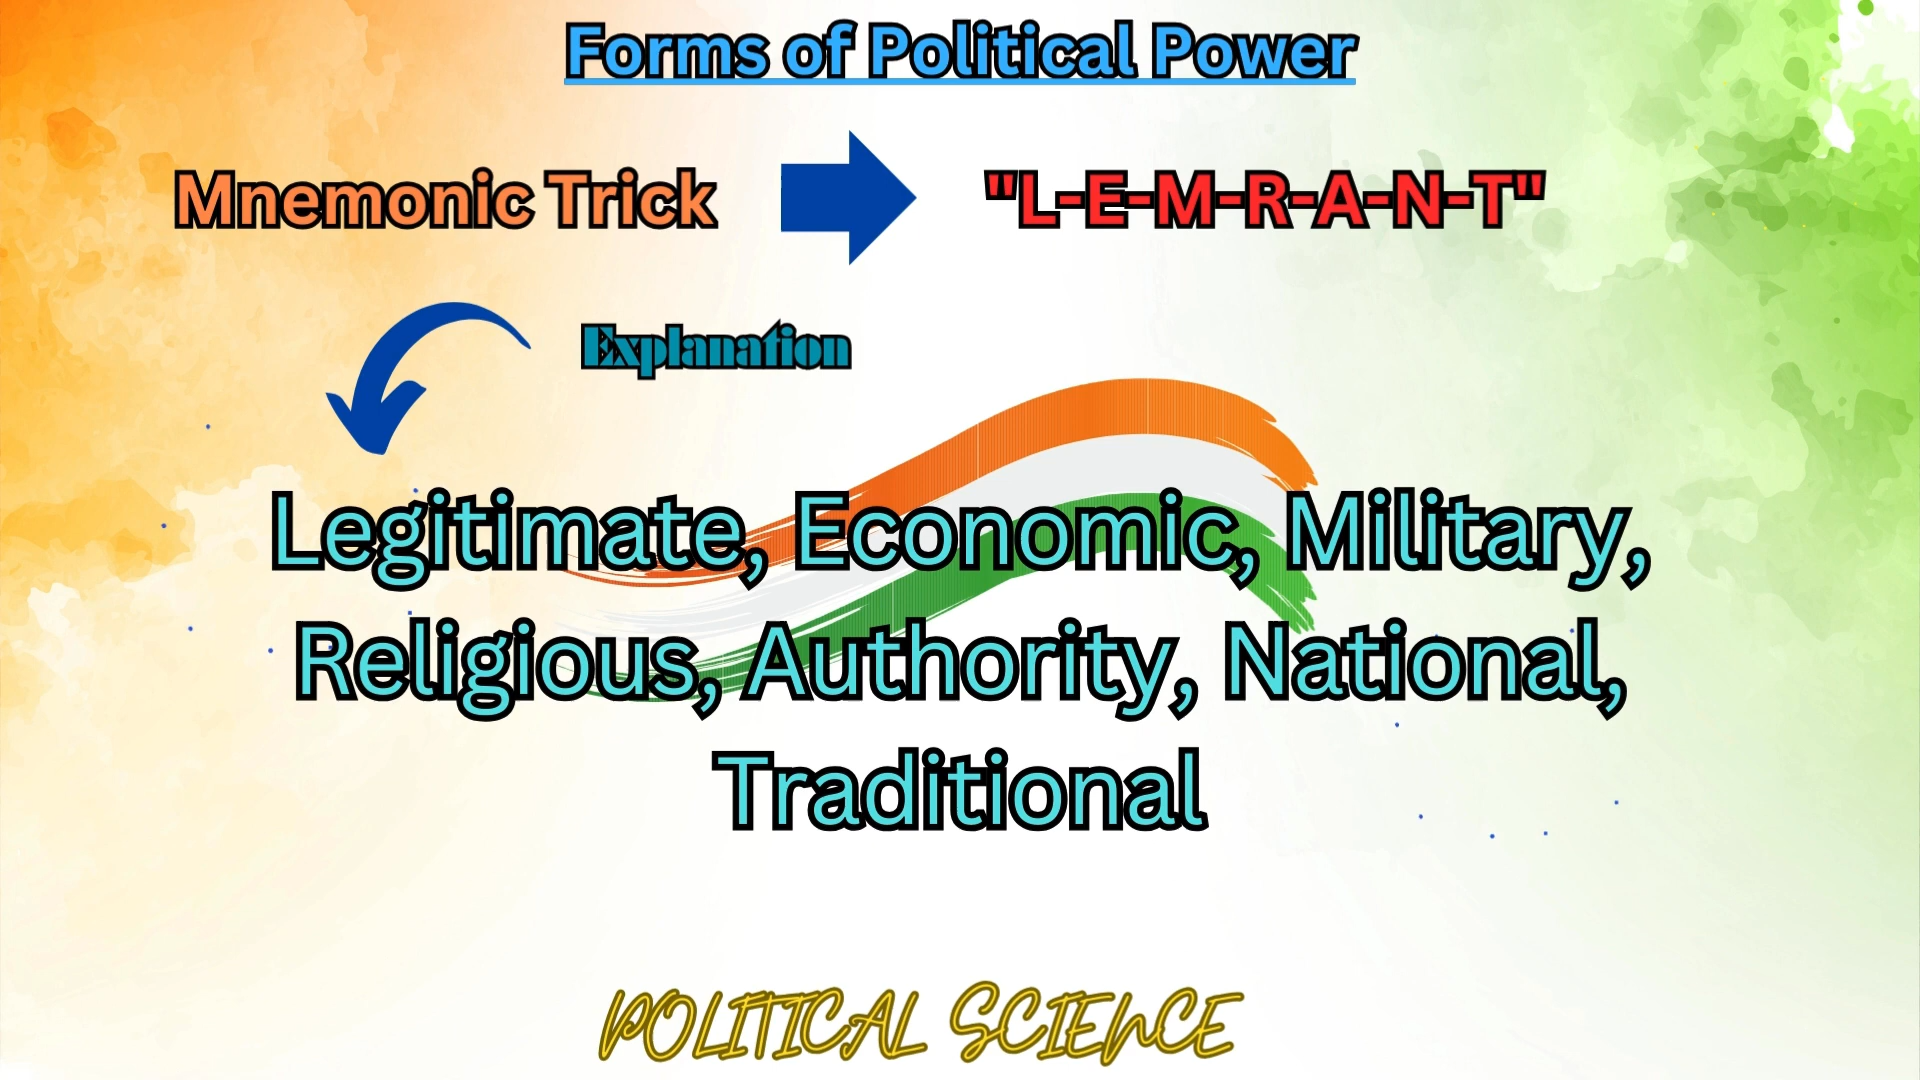 Forms of Political Power
Mnemonic Trick
"L-E-M-R-A-N-T"
Explanation
Legitimate, Economic, Military,
Religious, Authority, National,
Traditional
POLITICAL SCIENCE